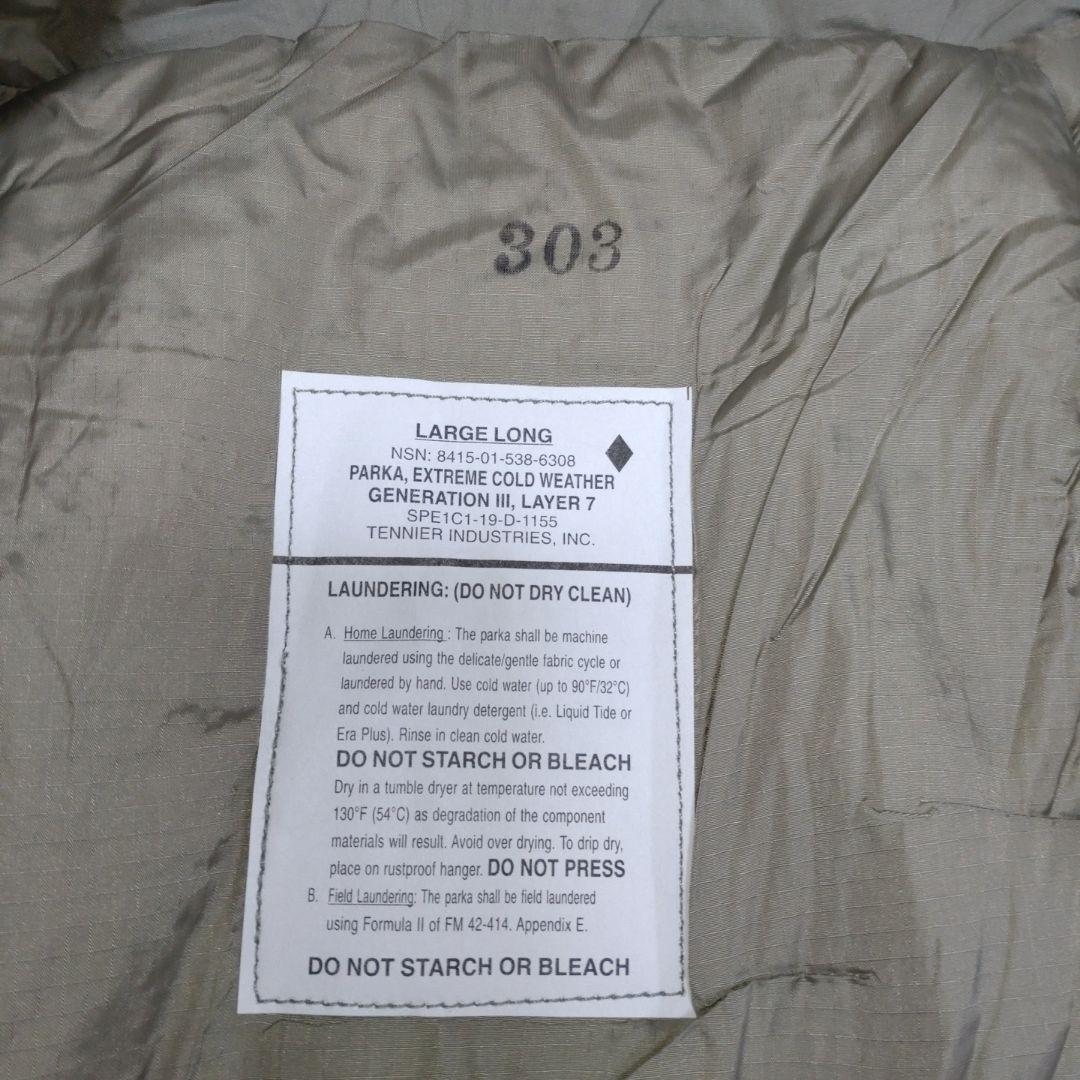 303
LARGE LONG
NSN: 8415-01-538-6308
PARKA, EXTREME COLD WEATHER
GENERATION III, LAYER 7
SPE1C1-19-D-1155
TENNIER INDUSTRIES, INC.
LAUNDERING: (DO NOT DRY CLEAN)
A. Home Laundering : The parka shall be machine
laundered using the delicate/gentle fabric cycle or
laundered by hand. Use cold water (up to 90°F/32°C)
and cold water laundry detergent (i.e. Liquid Tide or
Era Plus). Rinse in clean cold water.
DO NOT STARCH OR BLEACH
Dry in a tumble dryer at temperature not exceeding
130°F (54°C) as degradation of the component
materials will result. Avoid over drying. To drip dry,
place on rustproof hanger. DO NOT PRESS
B. Field Laundering: The parka shall be field laundered
using Formula II of FM 42-414. Appendix E.
DO NOT STARCH OR BLEACH